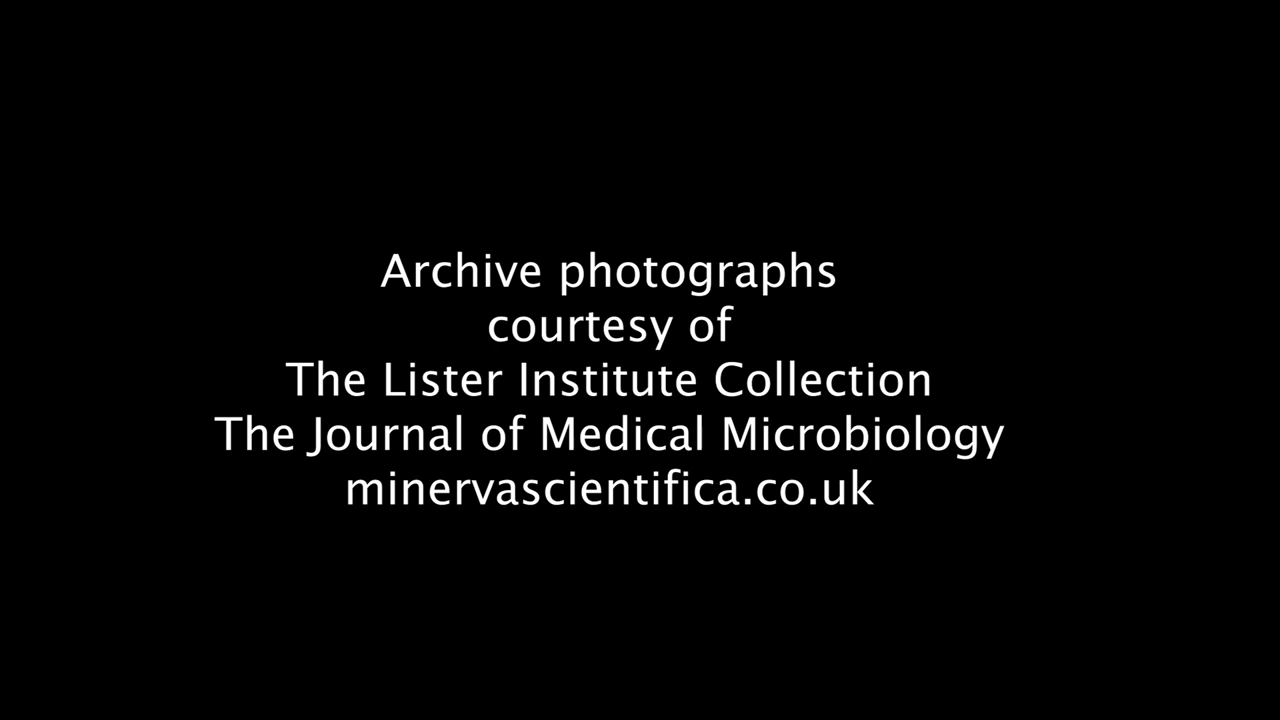 Archive photographs
courtesy of
The Lister Institute Collection
The Journal of Medical Microbiology
minervascientifica.co.uk